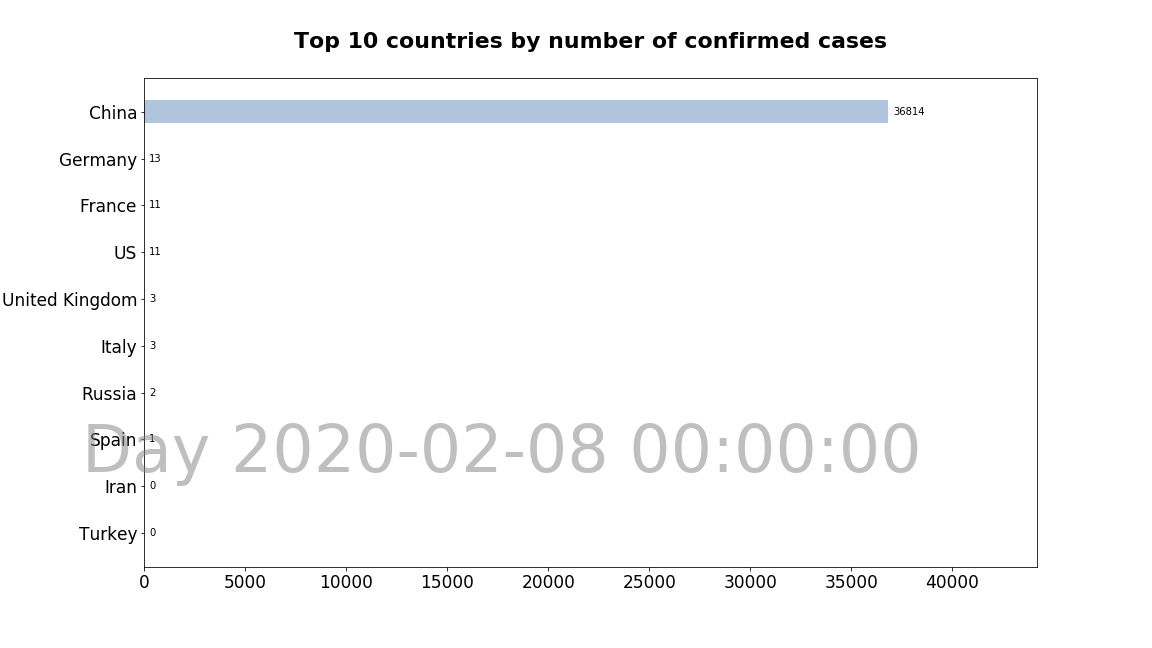 Top 10 countries by number of confirmed cases
China 36814
Germany 13
France 11
US 11
United Kingdom 3
Italy 3
Russia 2
Spain 1
Day 2020-02-08 00:00:00
Iran 0
Turkey 0
0 5000 10000 15000 20000 25000 30000 35000 40000